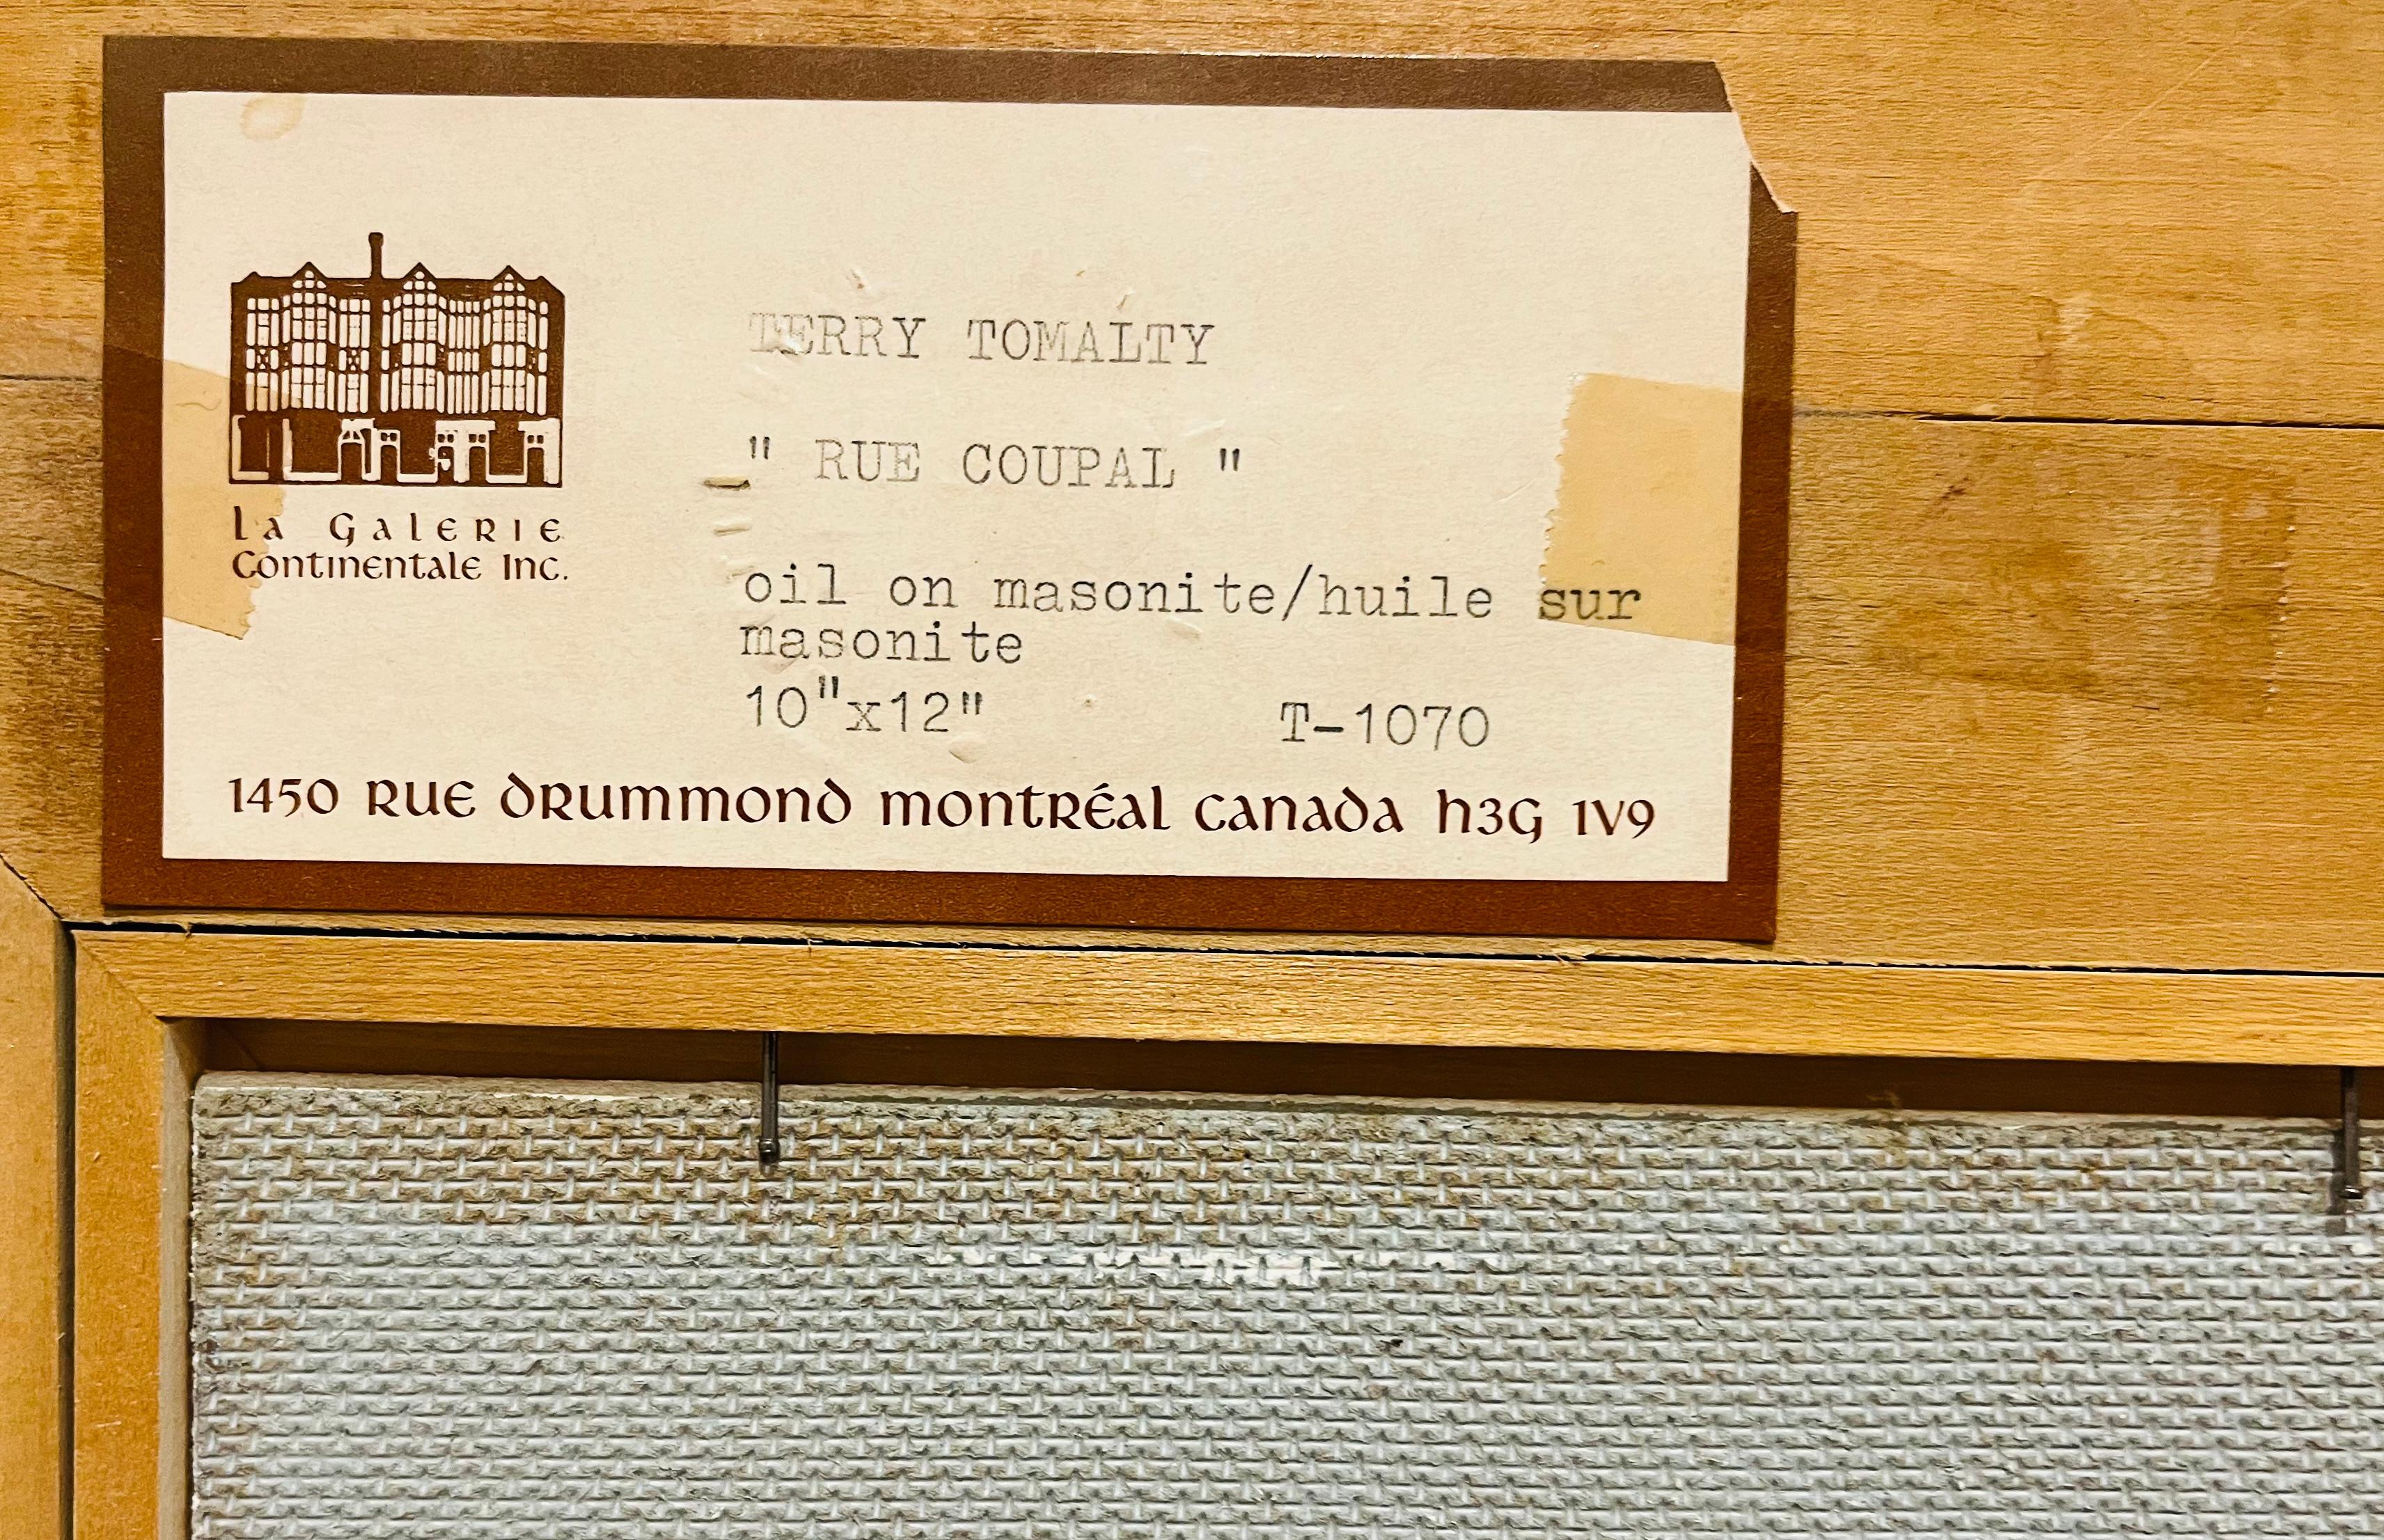 TERRY TOMALTY
" RUE COUPAL "
La Galerie
Continentale Inc.
oil on masonite/huile sur
masonite
10"x12" T-1070
1450 rue Drummond Montréal Canada H3G 1V9